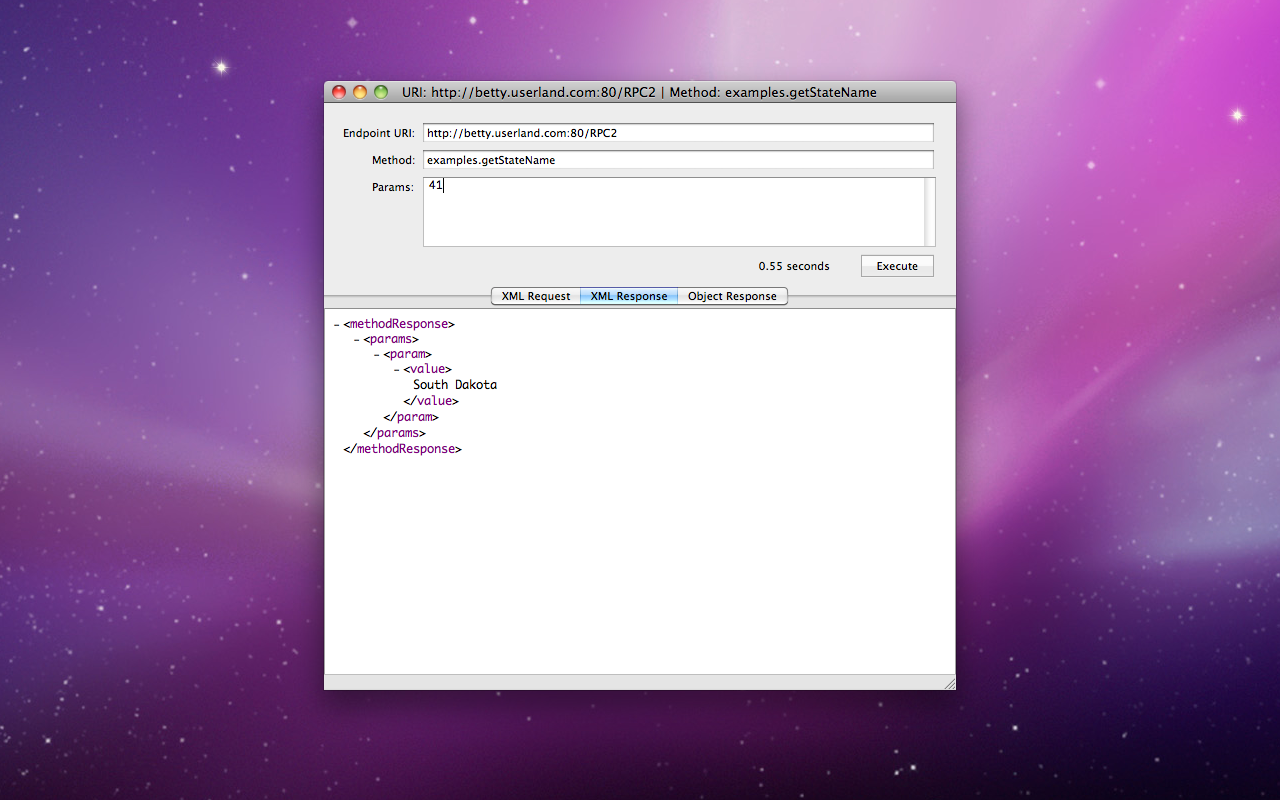 URI: http://betty.userland.com:80/RPC2 | Method: examples.getStateName
Endpoint URI: http://betty.userland.com:80/RPC2
Method: examples.getStateName
Params: 41
0.55 seconds Execute
XML Request XML Response Object Response
– <methodResponse>
– <params>
– <param>
– <value>
South Dakota
</value>
</param>
</params>
</methodResponse>